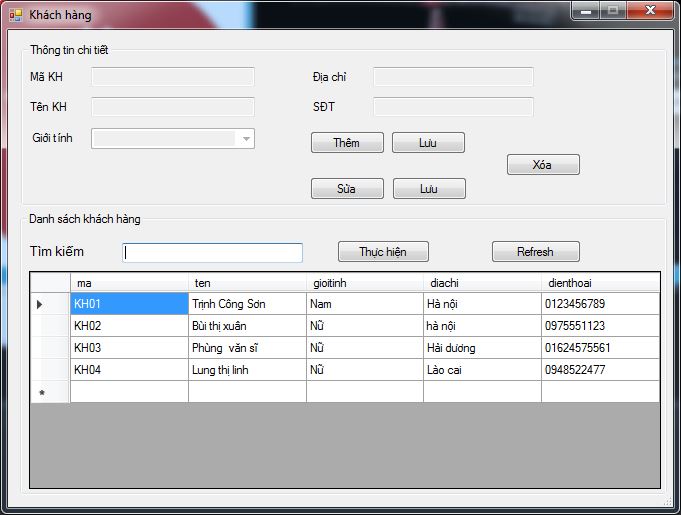 Khách hàng
Thông tin chi tiết
Mã KH
Địa chỉ
Tên KH
SĐT
Giới tính
Thêm
Lưu
Xóa
Sửa
Lưu
Danh sách khách hàng
Tìm kiếm
Thực hiện
Refresh
ma ten gioitinh diachi dienthoai
KH01 Trịnh Công Sơn Nam Hà nội 0123456789
KH02 Bùi thị xuân Nữ hà nội 0975551123
KH03 Phùng  văn sĩ Nữ Hải dương 01624575561
KH04 Lung thị linh Nữ Lào cai 0948522477